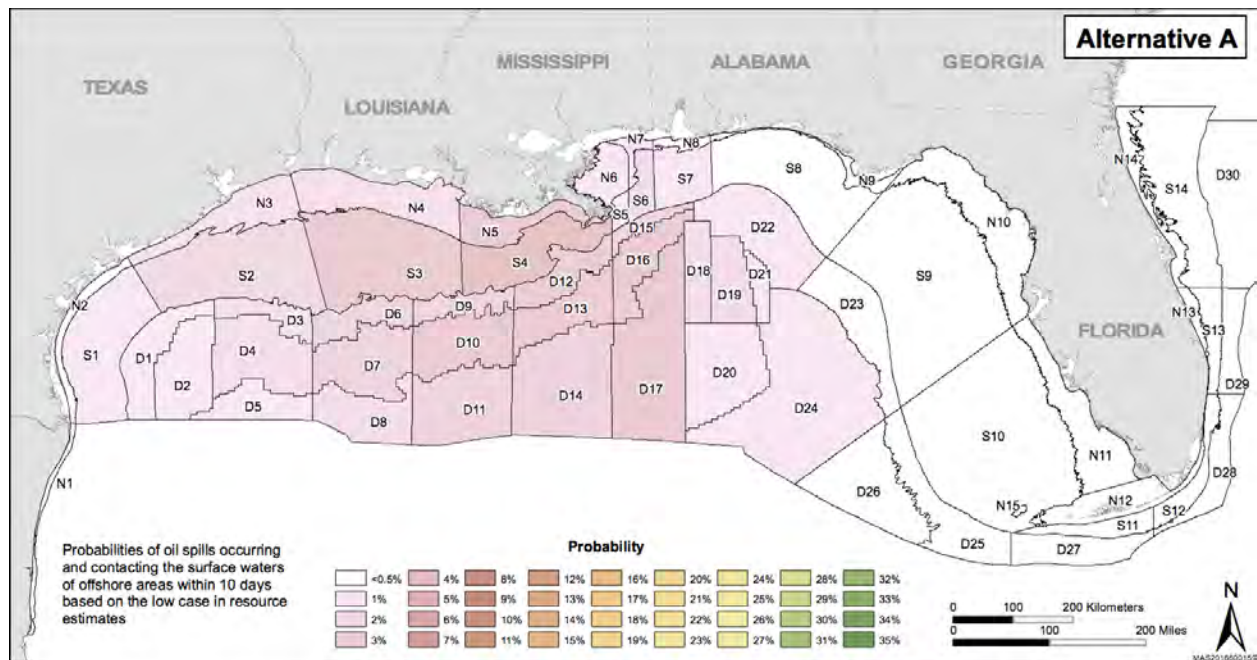 Alternative A
TEXAS
LOUISIANA
MISSISSIPPI
ALABAMA
GEORGIA
FLORIDA
N7
N8
N6
S7
S6
S5
S8
N9
N14
S14
D30
N3
N4
N5
D15
D22
N10
S2
S3
S4
D12
D16
D18
D21
S9
N2
D3
D6
D9
D13
D19
D23
N13
S13
S1
D1
D2
D4
D7
D10
D17
D20
D29
D5
D8
D11
D14
D24
S10
N11
D28
N1
D26
N15
N12
S12
S11
D25
D27
Probabilities of oil spills occurring
and contacting the surface waters
of offshore areas within 10 days
based on the low case in resource
estimates
Probability
<0.5% 4% 8% 12% 16% 20% 24% 28% 32%
1% 5% 9% 13% 17% 21% 25% 29% 33%
2% 6% 10% 14% 18% 22% 26% 30% 34%
3% 7% 11% 15% 19% 23% 27% 31% 35%
0 100 200 Kilometers
0 100 200 Miles
N